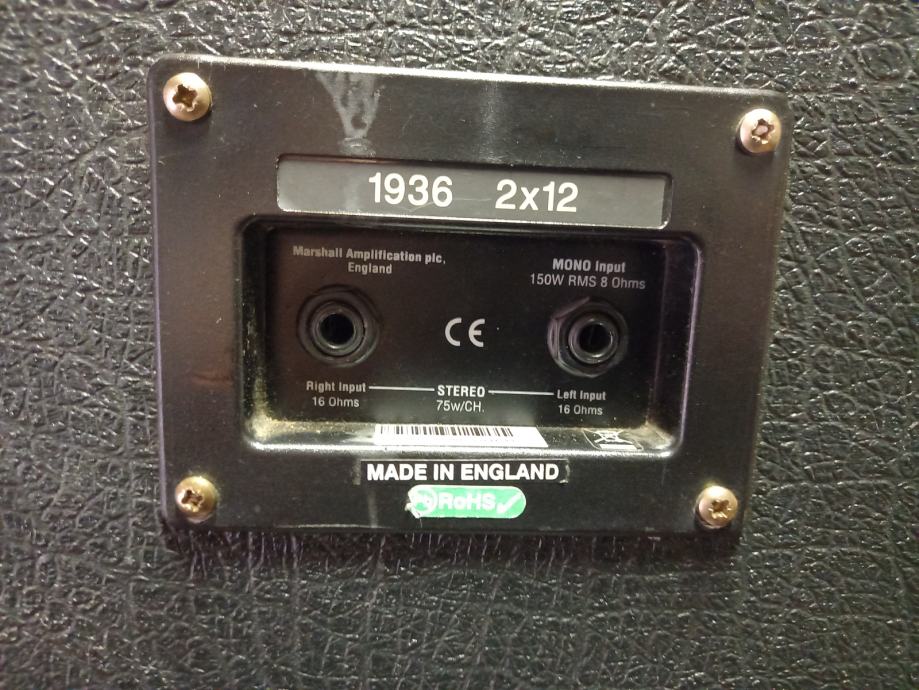 1936 2x12
Marshall Amplification plc,
England
MONO Input
150W RMS 8 Ohms
CE
Right Input
16 Ohms
STEREO
75w/CH.
Left Input
16 Ohms
MADE IN ENGLAND
Pb RoHS